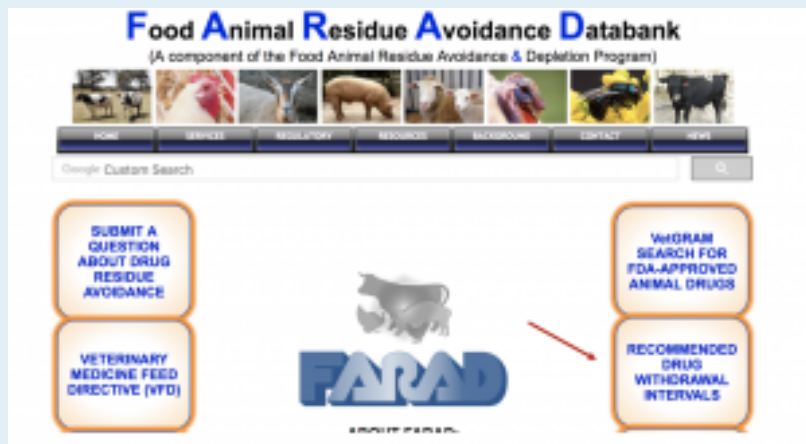 Food Animal Residue Avoidance Databank
(A component of the Food Animal Residue Avoidance & Depletion Program)
HOME SERVICES REGULATORY RESOURCES BACKGROUND CONTACT NEWS
Google Custom Search
SUBMIT A
QUESTION
ABOUT DRUG
RESIDUE
AVOIDANCE
VetGRAM
SEARCH FOR
FDA-APPROVED
ANIMAL DRUGS
VETERINARY
MEDICINE FEED
DIRECTIVE (VFD)
FARAD
RECOMMENDED
DRUG
WITHDRAWAL
INTERVALS
ABOUT FARAD: